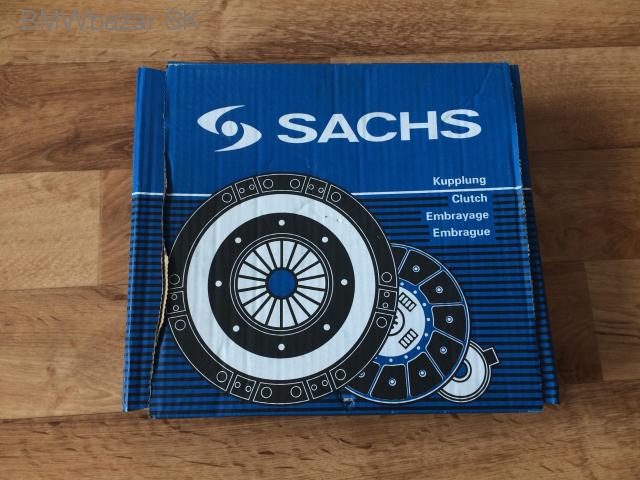 BMWbazar.SK
SACHS
Kupplung
Clutch
Embrayage
Embrague